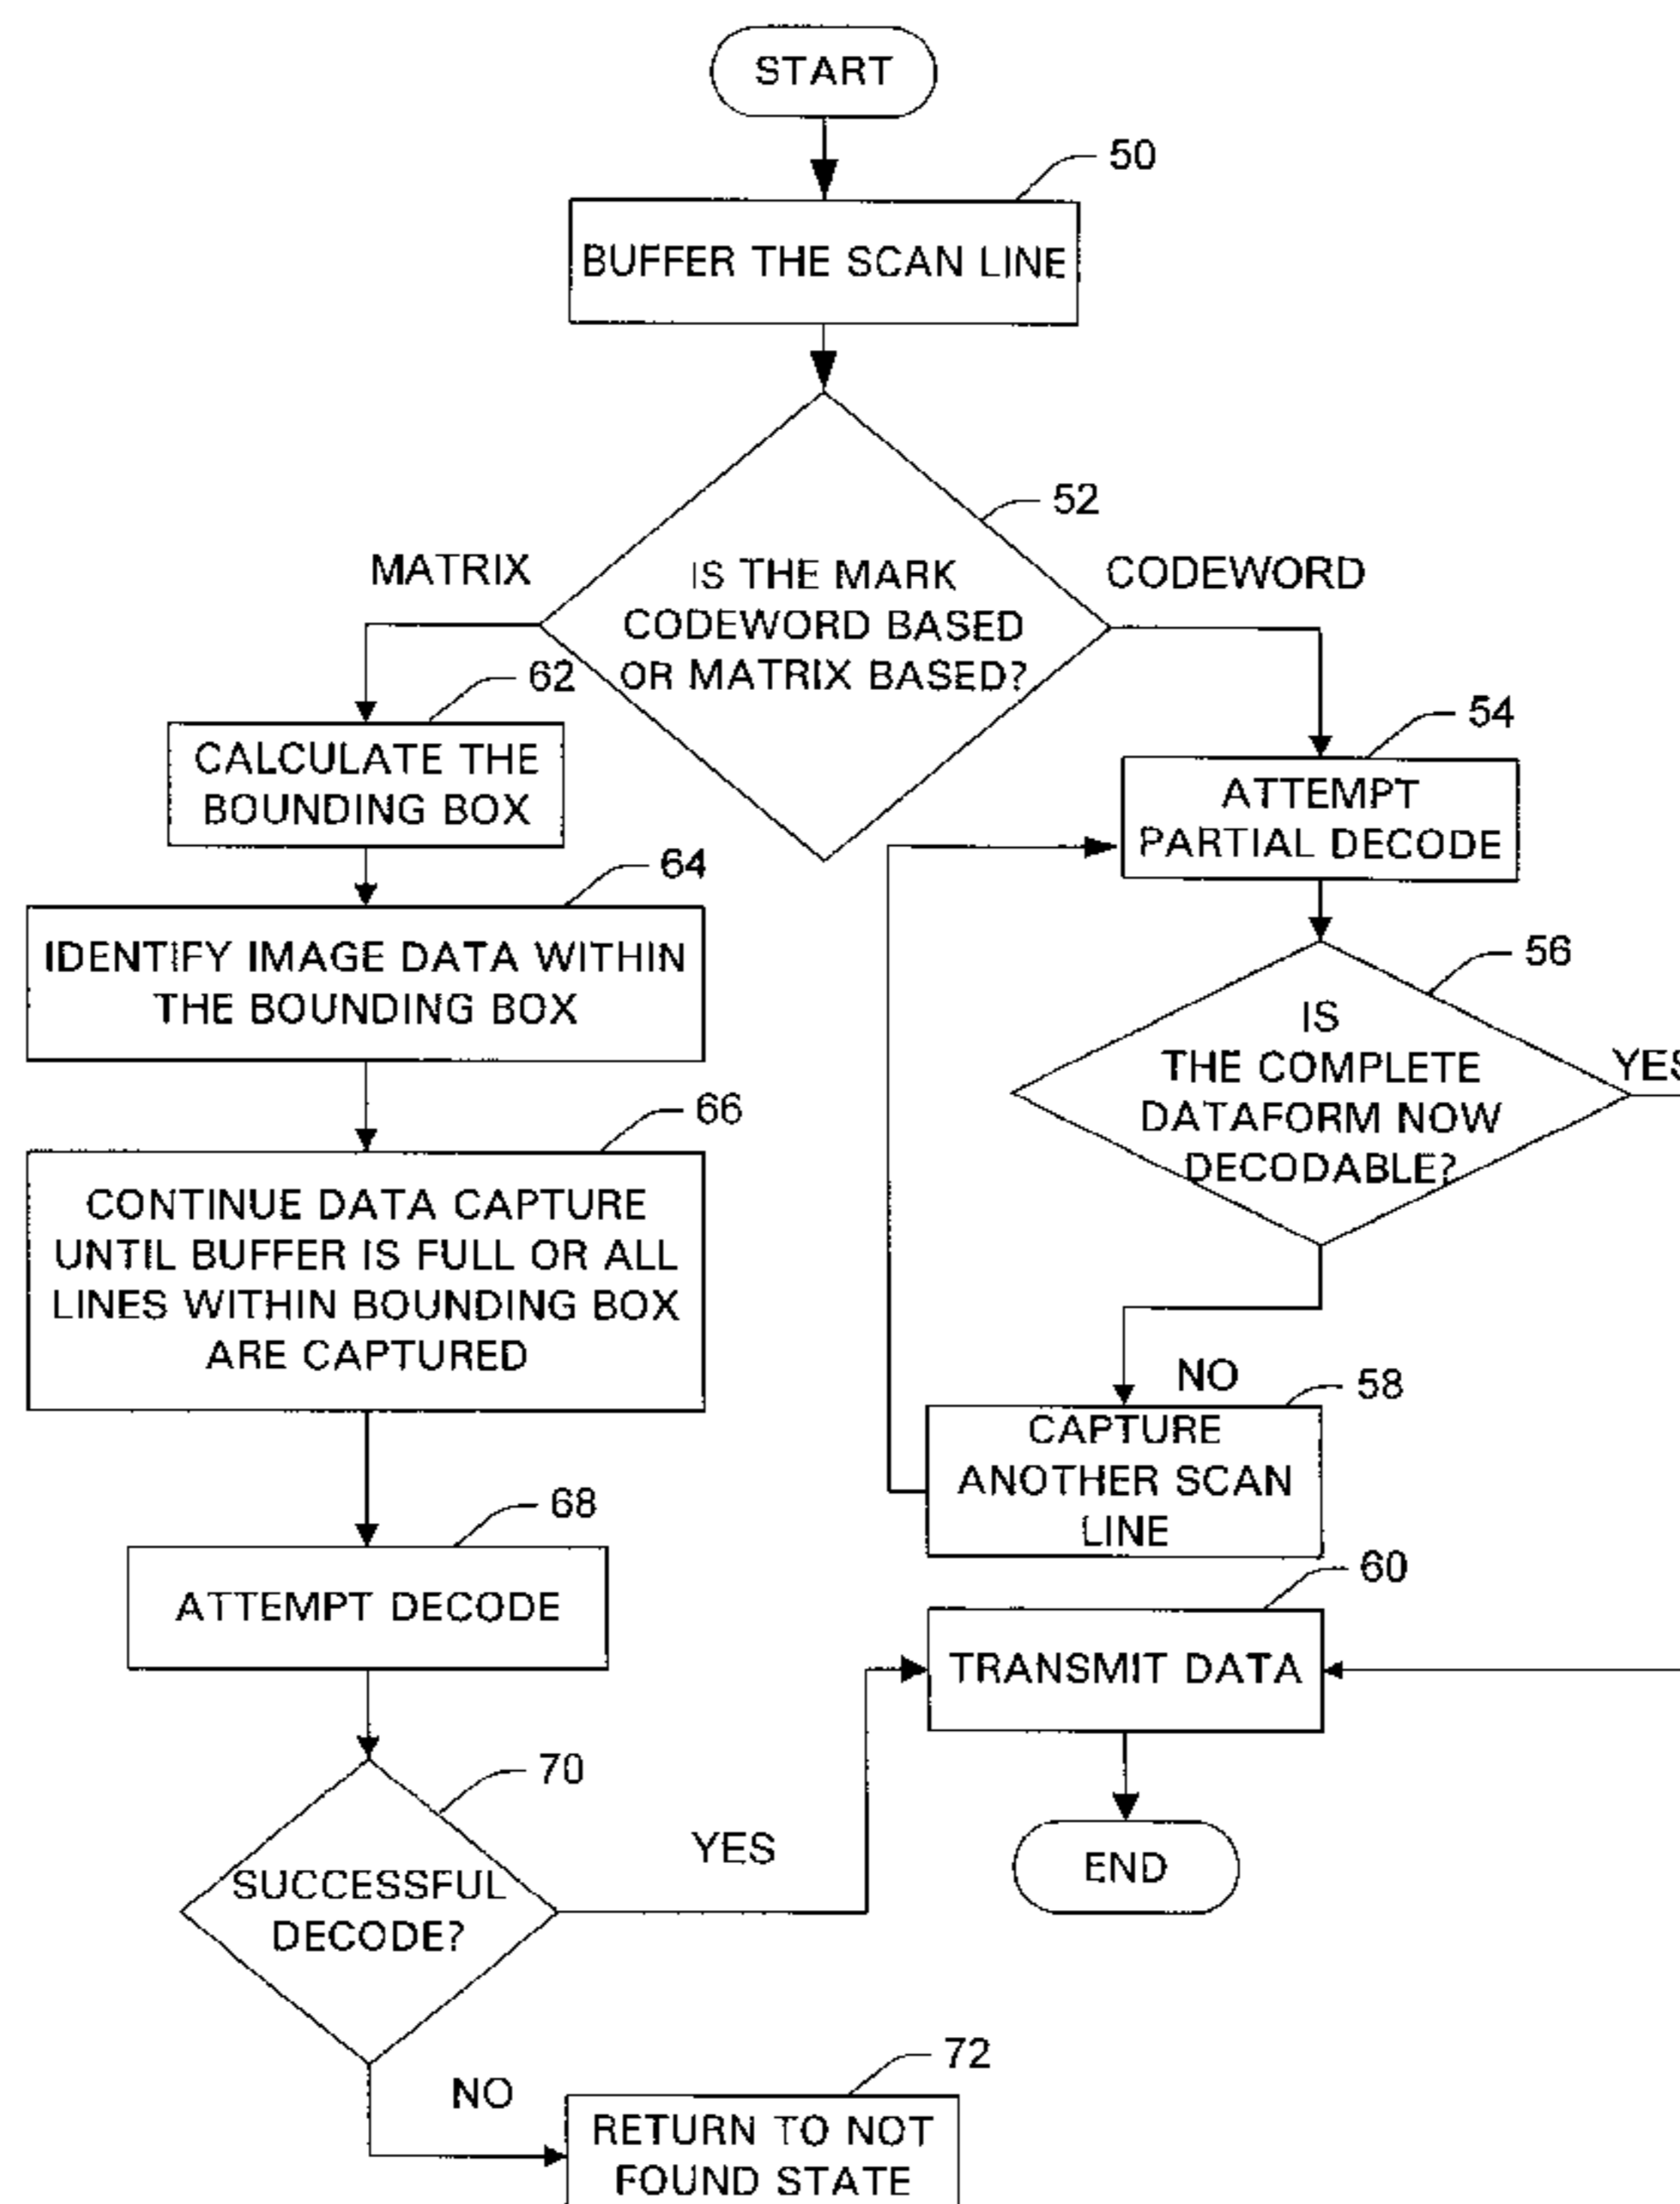 START
50
BUFFER THE SCAN LINE
52
MATRIX
IS THE MARK
CODEWORD BASED
OR MATRIX BASED?
CODEWORD
62
CALCULATE THE
BOUNDING BOX
54
ATTEMPT
PARTIAL DECODE
64
IDENTIFY IMAGE DATA WITHIN
THE BOUNDING BOX
56
IS
THE COMPLETE
DATAFORM NOW
DECODABLE?
YES
66
CONTINUE DATA CAPTURE
UNTIL BUFFER IS FULL OR ALL
LINES WITHIN BOUNDING BOX
ARE CAPTURED
NO
58
CAPTURE
ANOTHER SCAN
LINE
68
ATTEMPT DECODE
60
TRANSMIT DATA
70
SUCCESSFUL
DECODE?
YES
END
NO
72
RETURN TO NOT
FOUND STATE